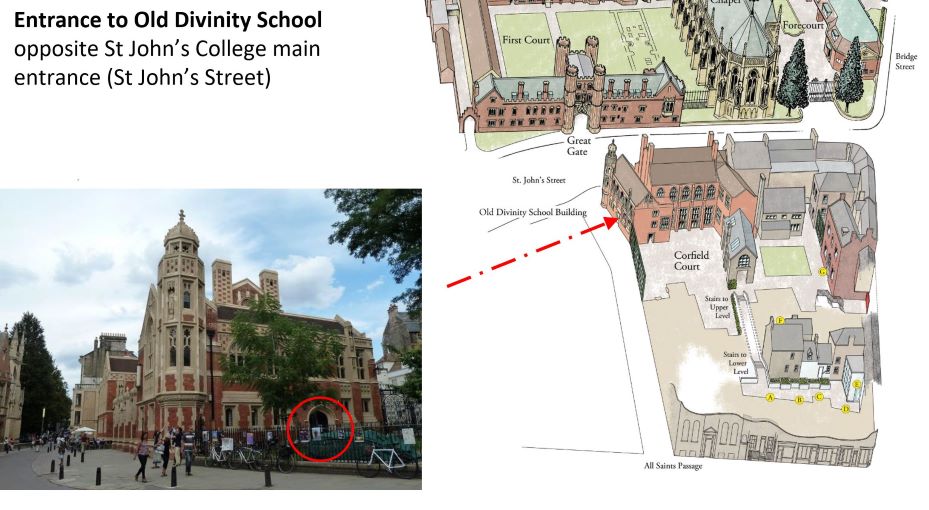 Entrance to Old Divinity School
opposite St John’s College main
entrance (St John’s Street)
Chapel
Forecourt
First Court
Bridge
Street
Great
Gate
St. John's Street
Old Divinity School Building
Corfield
Court
G
Stairs to
Upper
Level
F
Stairs to
Lower
Level
E
A
B
C
D
All Saints Passage